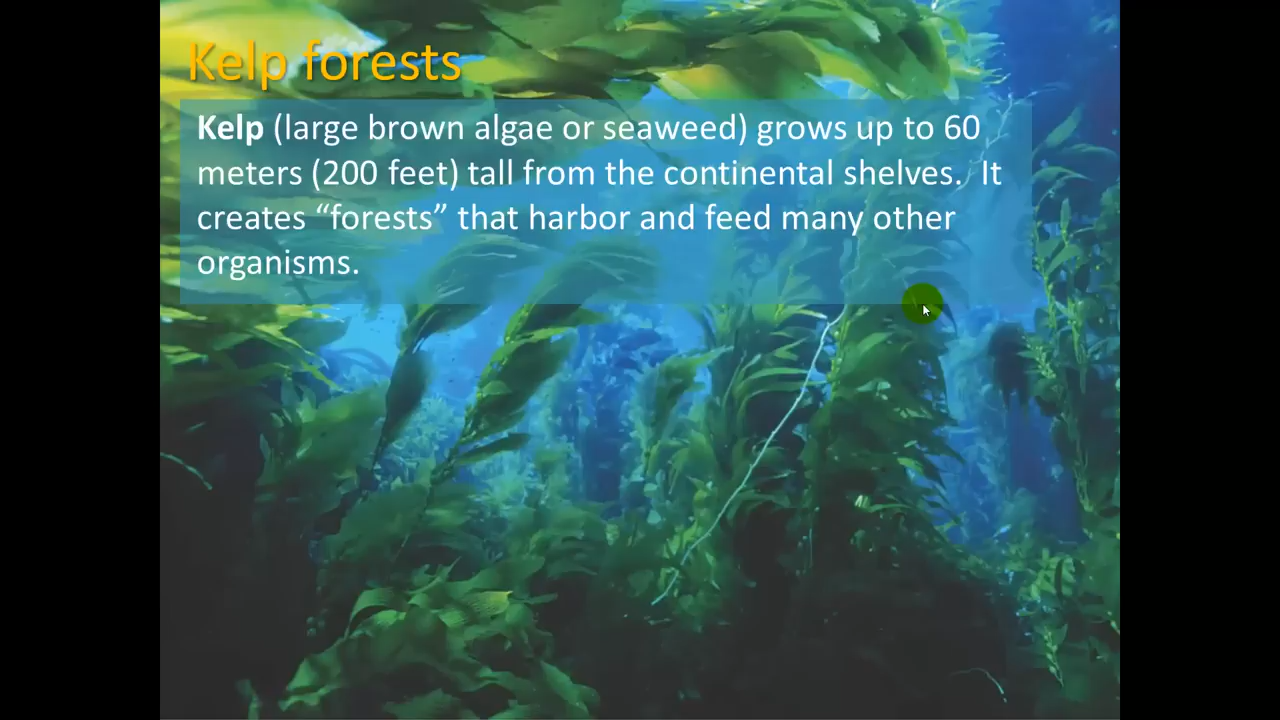 Kelp forests
Kelp (large brown algae or seaweed) grows up to 60
meters (200 feet) tall from the continental shelves.  It
creates “forests” that harbor and feed many other
organisms.